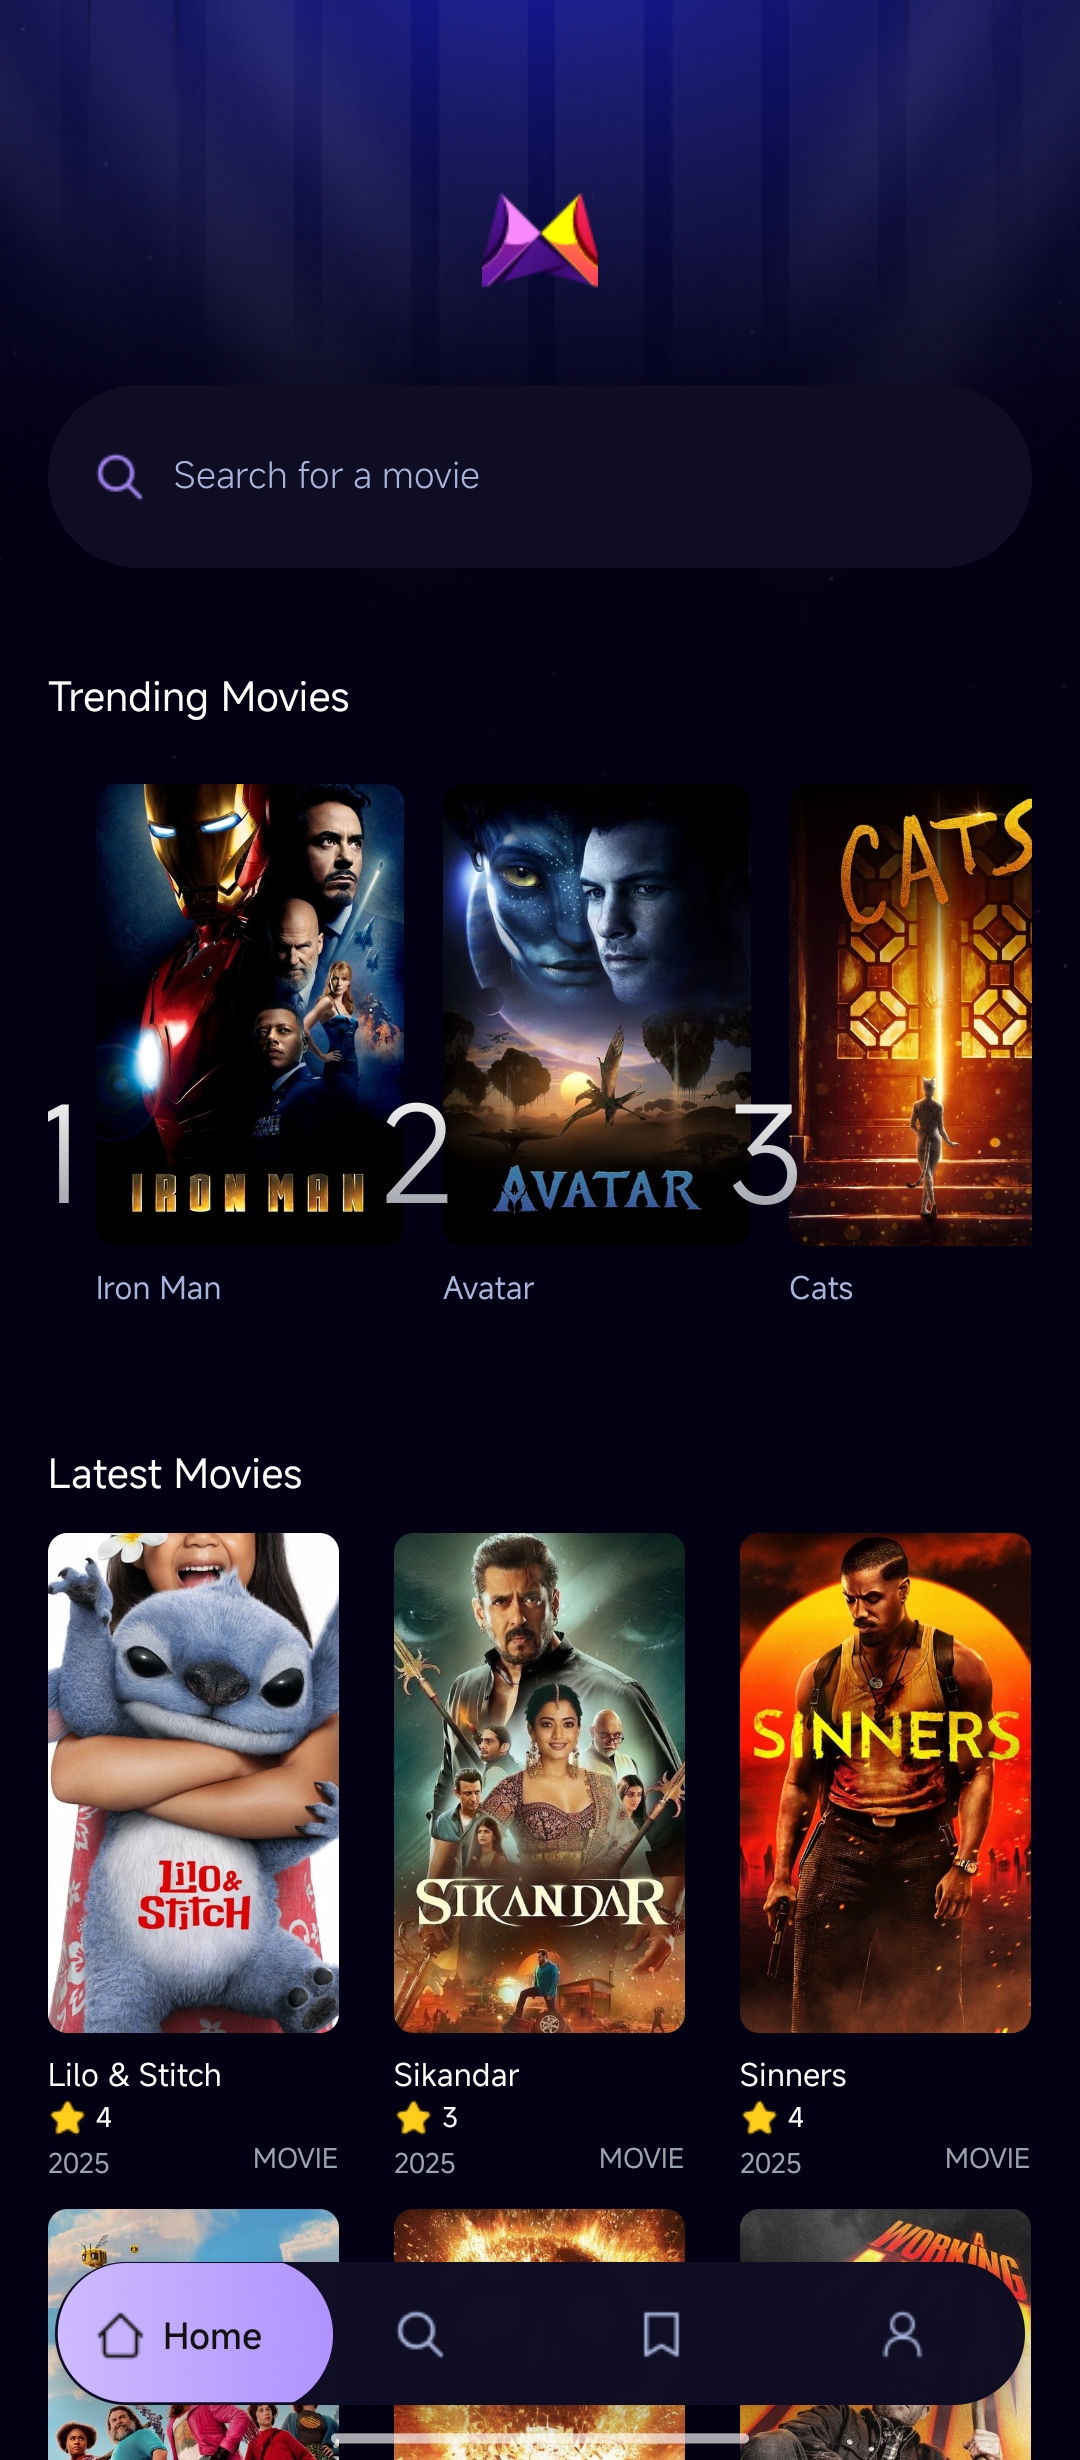 Search for a movie
Trending Movies
IRON MAN
AVATAR
CATS
1
2
3
Iron Man
Avatar
Cats
Latest Movies
Lilo &
Stitch
SIKANDAR
SINNERS
Lilo & Stitch
Sikandar
Sinners
4
3
4
2025
MOVIE
2025
MOVIE
2025
MOVIE
A
WORKING
Home